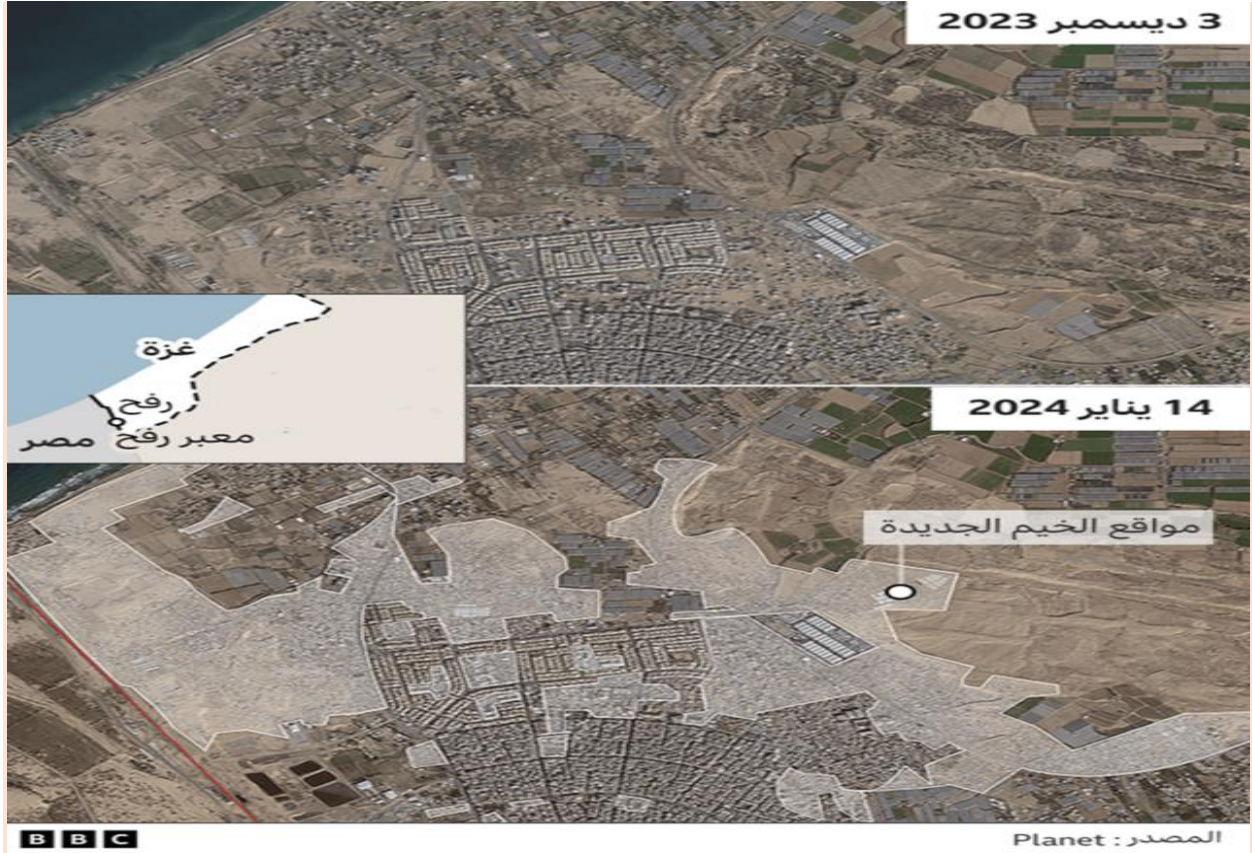 3 ديسمبر 2023
غزة
رفح
معبر رفح
مصر
14 يناير 2024
مواقع الخيم الجديدة
BBC
المصدر: Planet